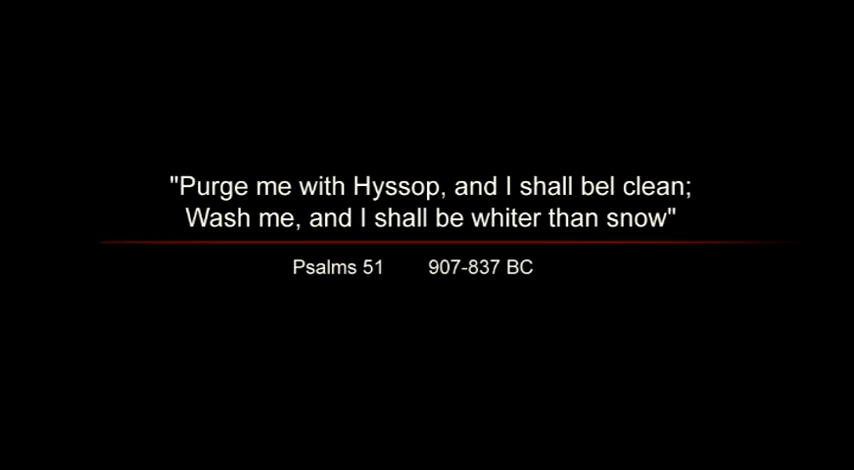 "Purge me with Hyssop, and I shall bel clean;
Wash me, and I shall be whiter than snow"
Psalms 51 907-837 BC